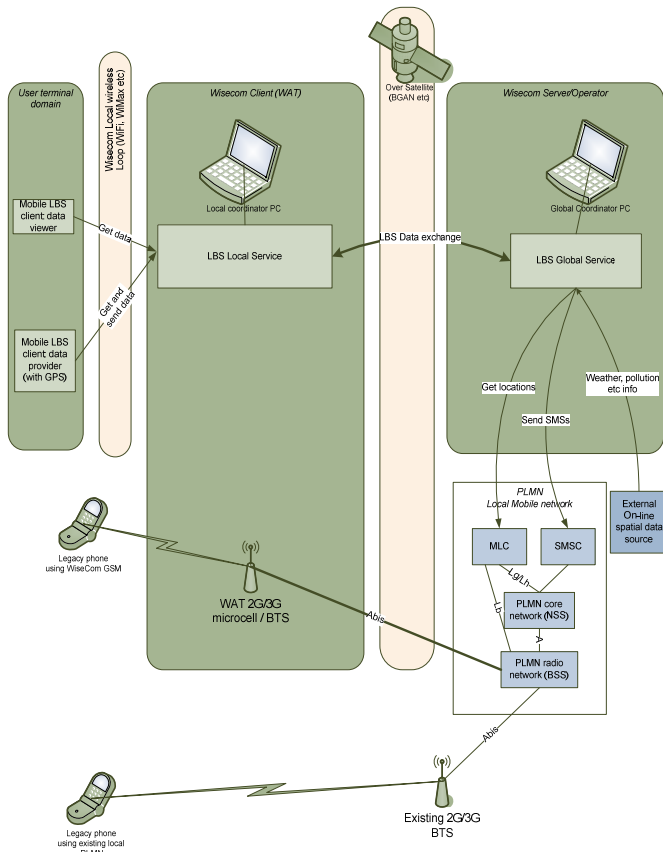 User terminal
domain
Wisecom Local wireless
Loop (WiFi, WiMax etc)
Wisecom Client (WAT)
Over Satellite
(BGAN etc)
Wisecom Server/Operator
Local coordinator PC
Global Coordinator PC
Mobile LBS
client data
viewer
Get data
LBS Local Service
LBS Data exchange
LBS Global Service
Get and
send data
Mobile LBS
client data
provider
(with GPS)
Get locations
Weather, pollution
etc info
Send SMSs
PLMN
Local Mobile network
External
On-line
spatial data
source
MLC
SMSC
Lg/Lh
Lb
PLMN core
network (NSS)
A
PLMN radio
network (BSS)
Legacy phone
using WiseCom GSM
WAT 2G/3G
microcell / BTS
Abis
Abis
Existing 2G/3G
BTS
Legacy phone
using existing local
PLMN